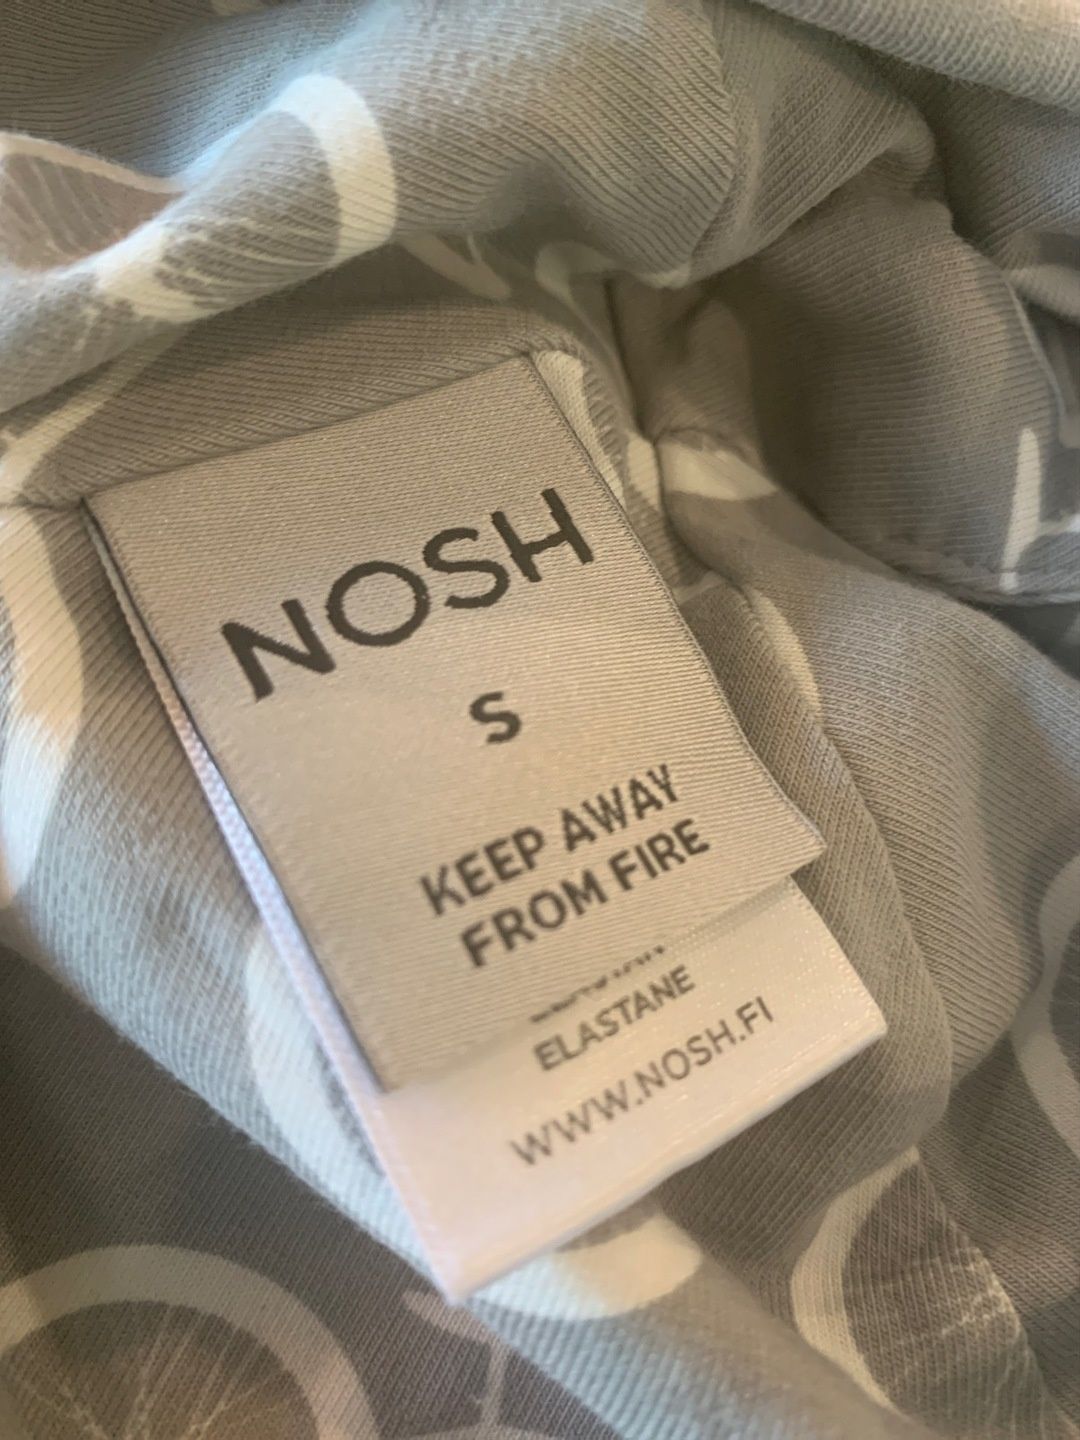 NOSH
S
KEEP AWAY
FROM FIRE
ELASTANE
WWW.NOSH.FI